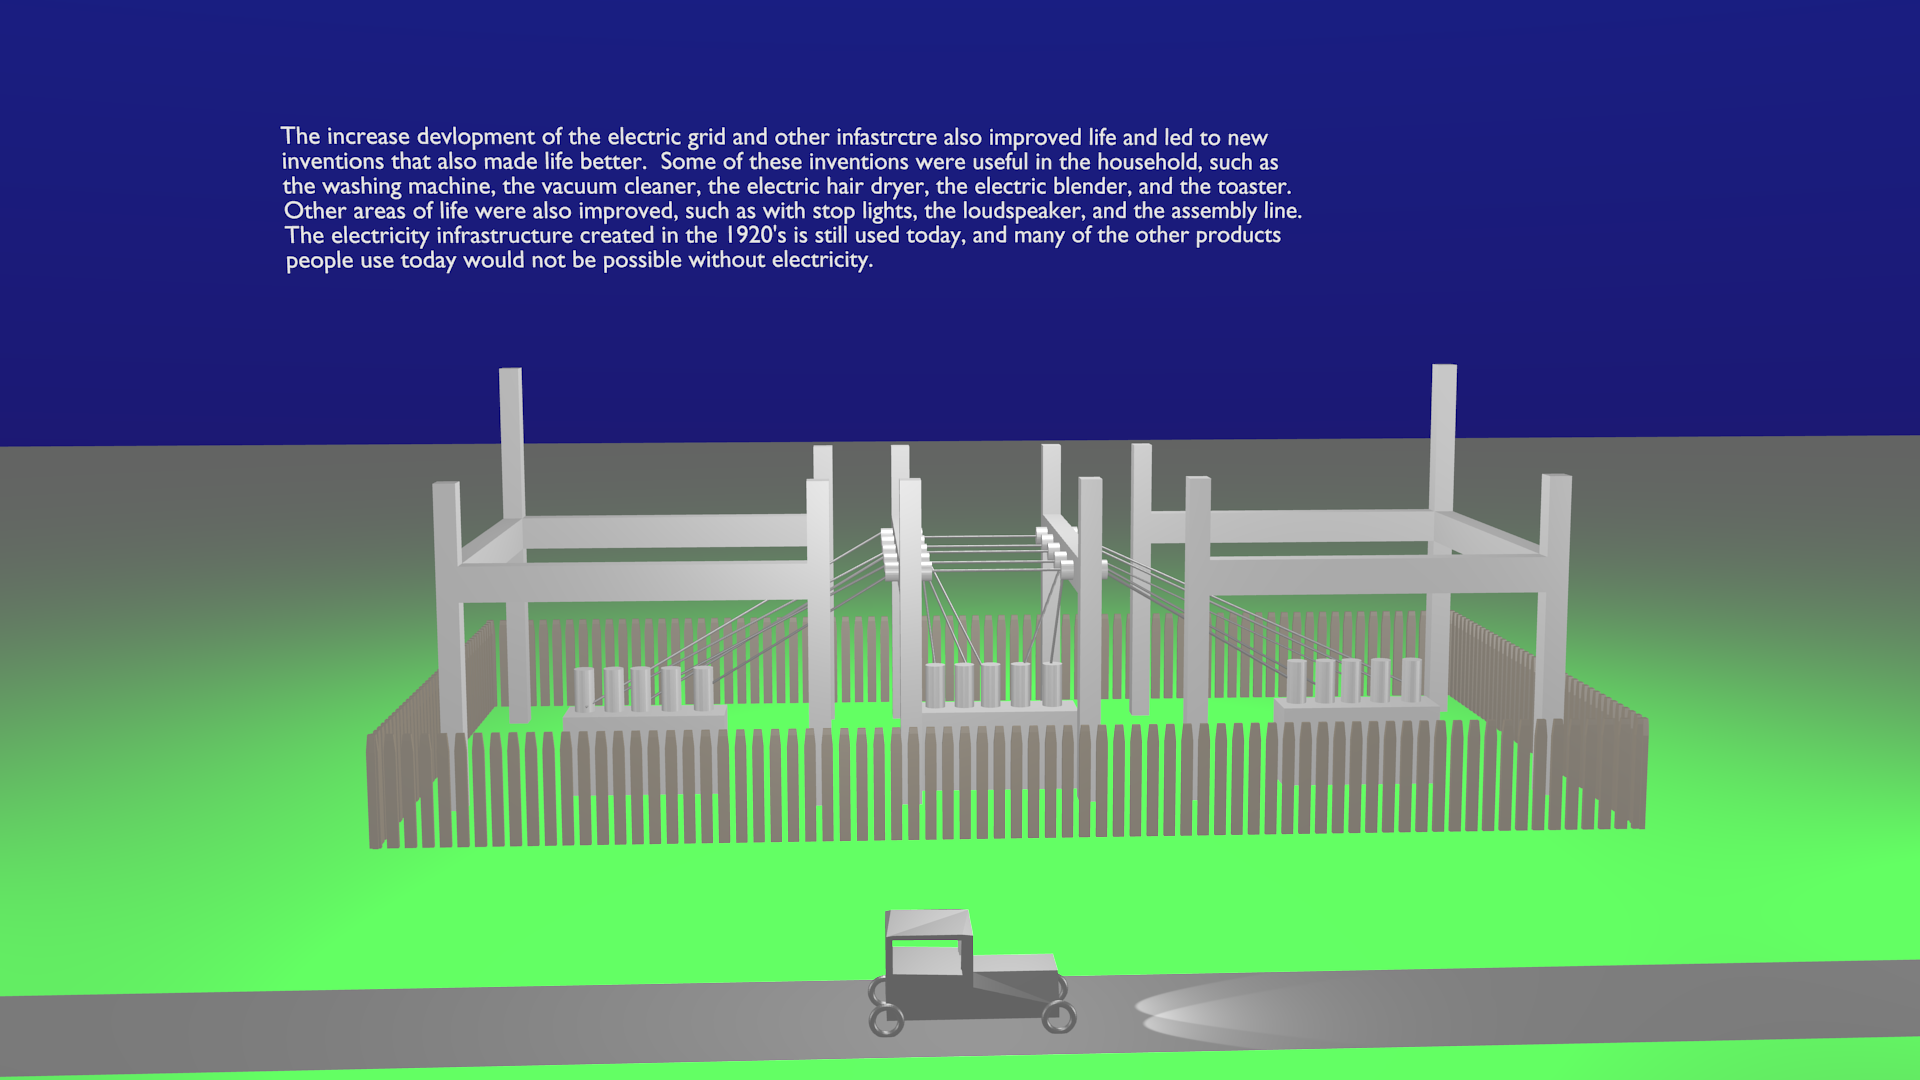 The increase devlopment of the electric grid and other infastrctre also improved life and led to new
inventions that also made life better.  Some of these inventions were useful in the household, such as
the washing machine, the vacuum cleaner, the electric hair dryer, the electric blender, and the toaster.
Other areas of life were also improved, such as with stop lights, the loudspeaker, and the assembly line.
The electricity infrastructure created in the 1920's is still used today, and many of the other products
people use today would not be possible without electricity.